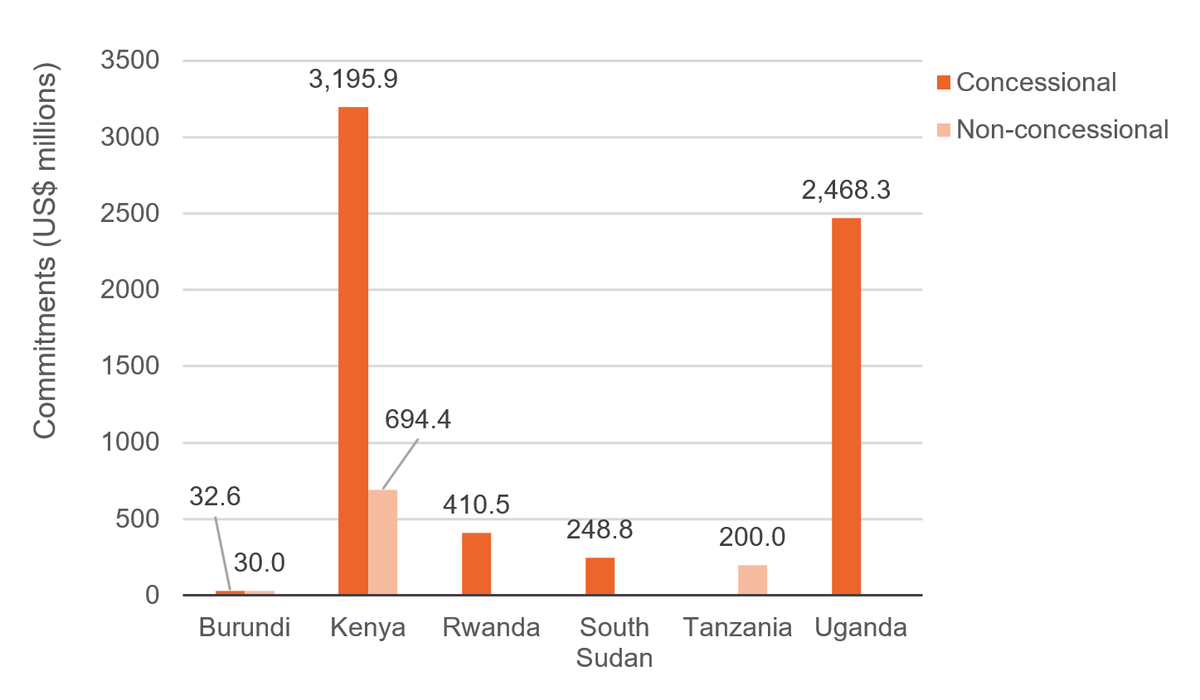 Commitments (US$ millions)
3500
3000
2500
2000
1500
1000
500
0
3,195.9
2,468.3
694.4
32.6
30.0
410.5
248.8
200.0
Burundi
Kenya
Rwanda
South
Sudan
Tanzania
Uganda
Concessional
Non-concessional